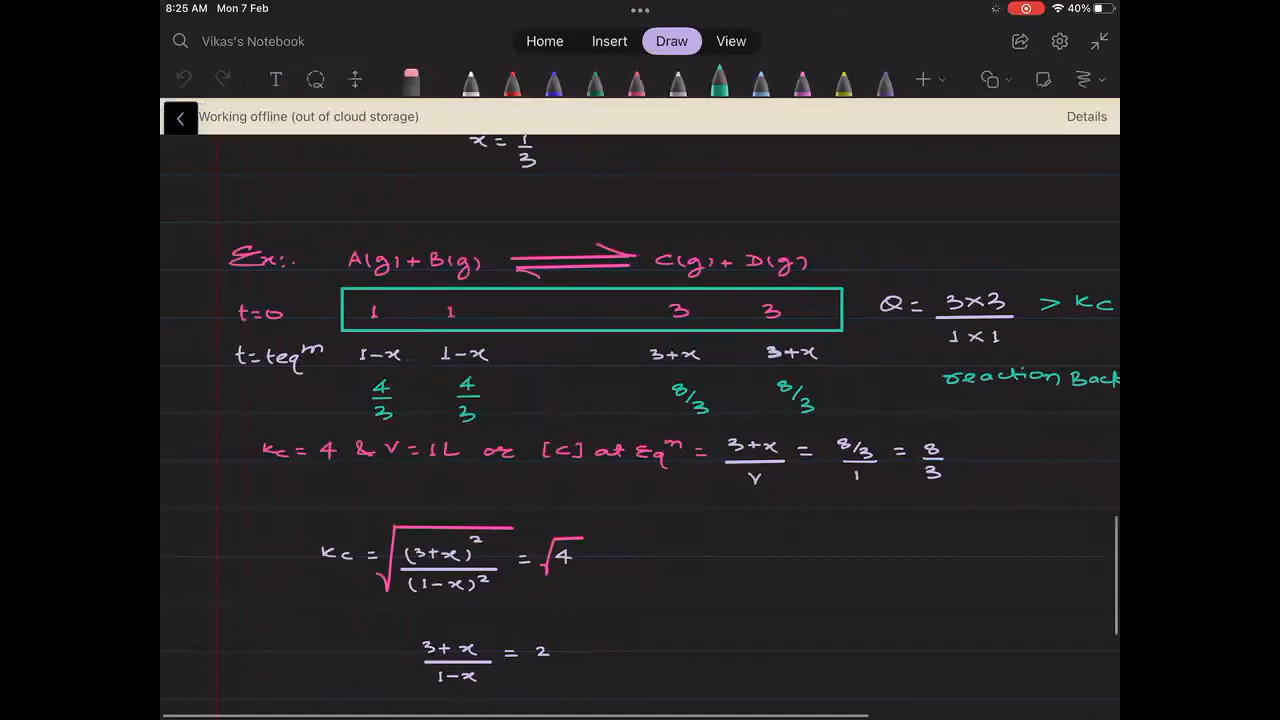 8:25 AM Mon 7 Feb
40%
Vikas's Notebook
Home Insert Draw View
Working offline (out of cloud storage) Details
x = 1/3
Ex:. A(g) + B(g) ⇌ C(g) + D(g)
t=0 1 1 3 3 Q = 3×3/1×1 > Kc
t=teqᵐ 1-x 1-x 3+x 3+x
reaction Back
4/3 4/3 8/3 8/3
Kc = 4 & V = 1L or [C] at Eqᵐ = 3+x/V = 8/3/1 = 8/3
Kc = √(3+x)²/(1-x)² = √4
3+x/1-x = 2